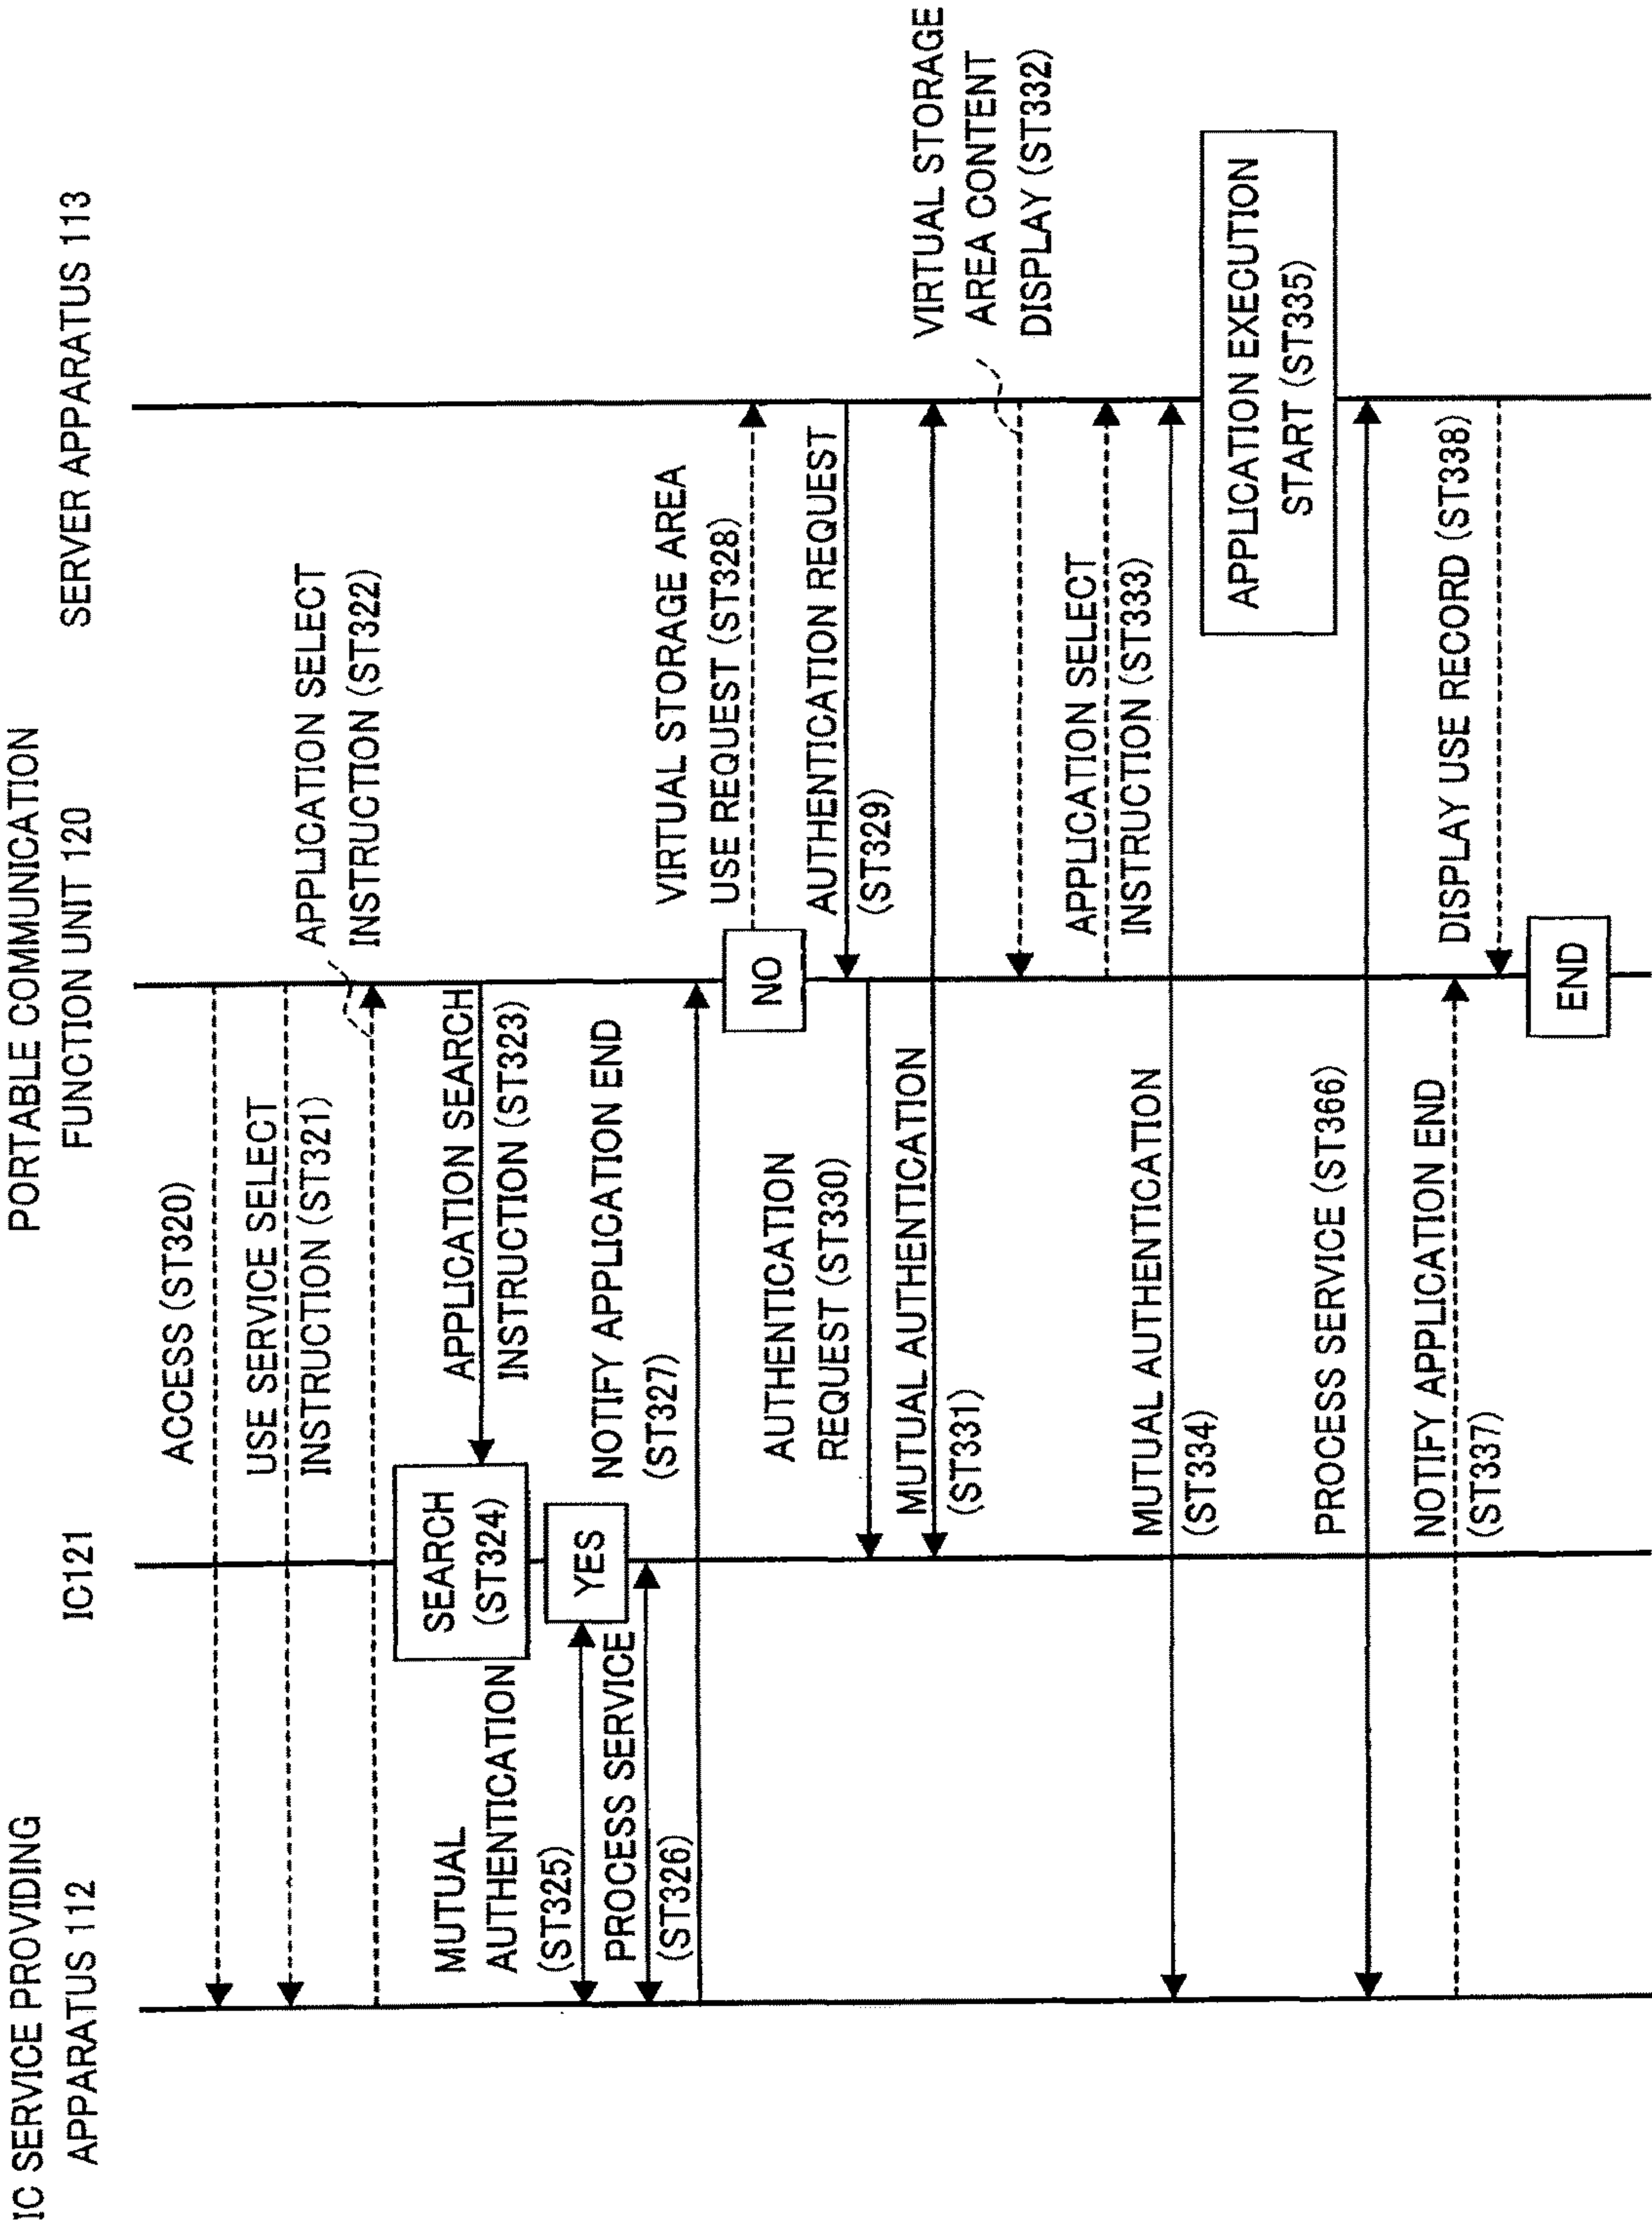 IC SERVICE PROVIDING
APPARATUS 112
IC121
PORTABLE COMMUNICATION
FUNCTION UNIT 120
SERVER APPARATUS 113
ACCESS (ST320)
USE SERVICE SELECT
INSTRUCTION (ST321)
APPLICATION SELECT
INSTRUCTION (ST322)
APPLICATION SEARCH
INSTRUCTION (ST323)
SEARCH
(ST324)
MUTUAL
AUTHENTICATION
(ST325)
YES
PROCESS SERVICE
(ST326)
NOTIFY APPLICATION END
(ST327)
NO
VIRTUAL STORAGE AREA
USE REQUEST (ST328)
AUTHENTICATION REQUEST
(ST329)
AUTHENTICATION
REQUEST (ST330)
MUTUAL AUTHENTICATION
(ST331)
VIRTUAL STORAGE
AREA CONTENT
DISPLAY (ST332)
APPLICATION SELECT
INSTRUCTION (ST333)
MUTUAL AUTHENTICATION
(ST334)
APPLICATION EXECUTION
START (ST335)
PROCESS SERVICE (ST366)
NOTIFY APPLICATION END
(ST337)
DISPLAY USE RECORD (ST338)
END